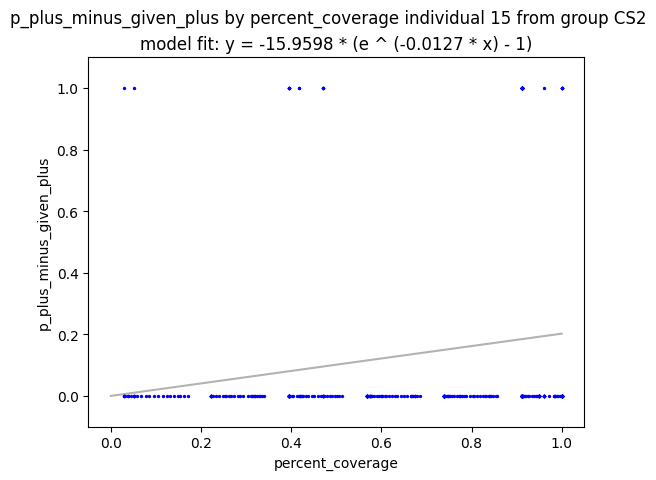 p_plus_minus_given_plus by percent_coverage individual 15 from group CS2
model fit: y = -15.9598 * (e ^ (-0.0127 * x) - 1)
1.0
0.8
0.6
0.4
0.2
0.0
p_plus_minus_given_plus
0.0 0.2 0.4 0.6 0.8 1.0
percent_coverage